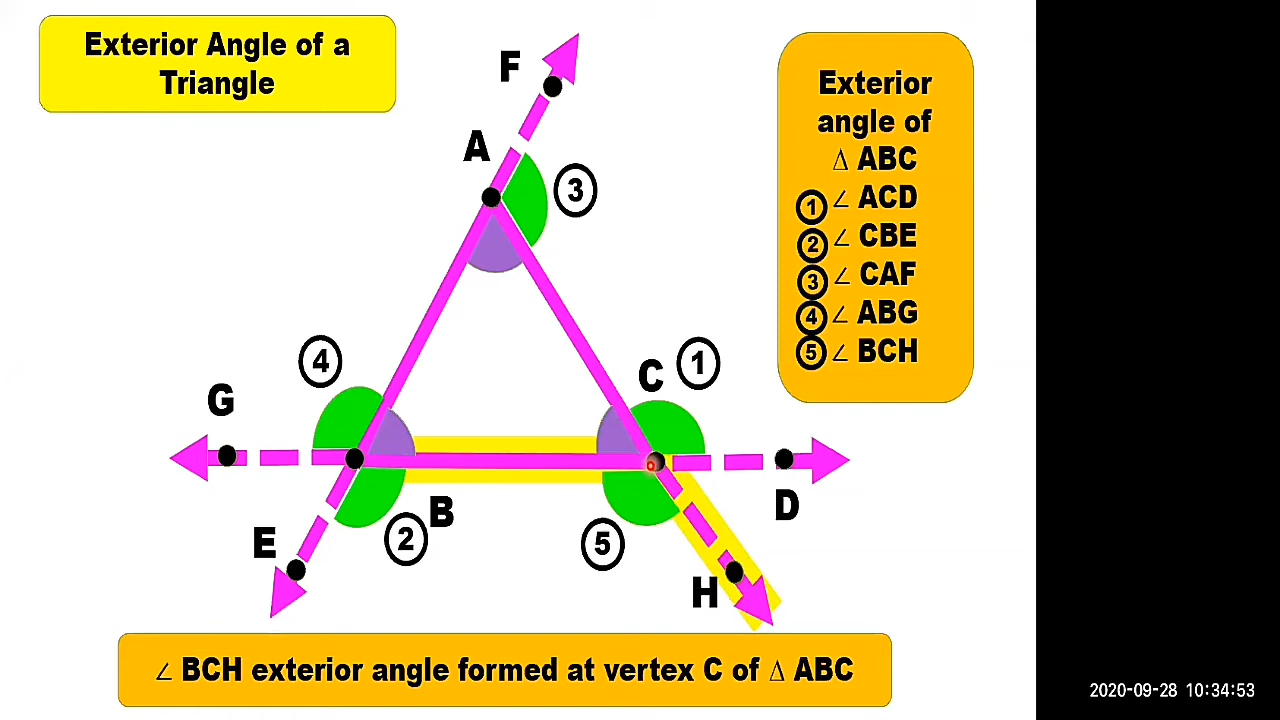 Exterior Angle of a
Triangle
F
A
3
4
C
1
G
D
B
E
2
5
H
Exterior
angle of
Δ ABC
1 ∠ ACD
2 ∠ CBE
3 ∠ CAF
4 ∠ ABG
5 ∠ BCH
∠ BCH exterior angle formed at vertex C of Δ ABC
2020-09-28 10:34:53